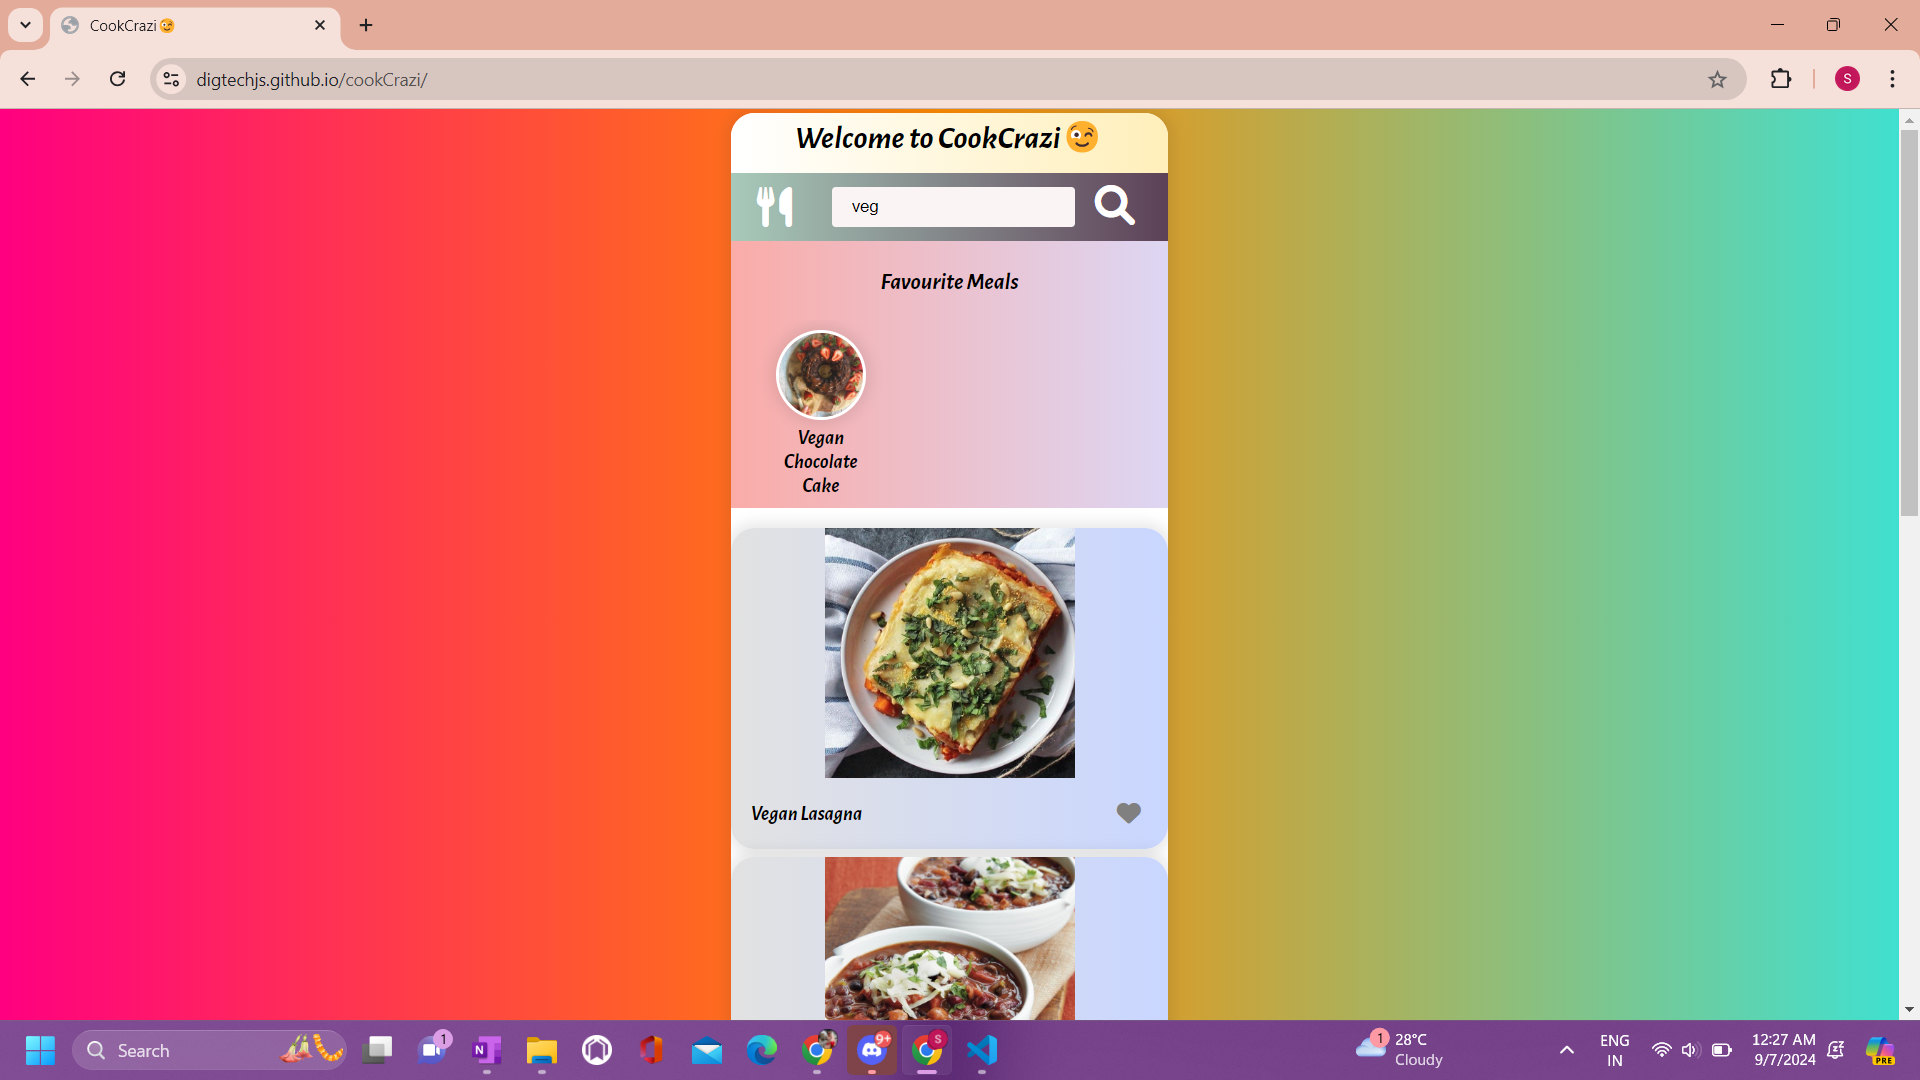 CookCrazi😉
digtechjs.github.io/cookCrazi/
S
Welcome to CookCrazi 😉
veg
Favourite Meals
Vegan
Chocolate
Cake
Vegan Lasagna
Search
1
N
9+
S
1
28°C
Cloudy
ENG
IN
12:27 AM
9/7/2024
PRE